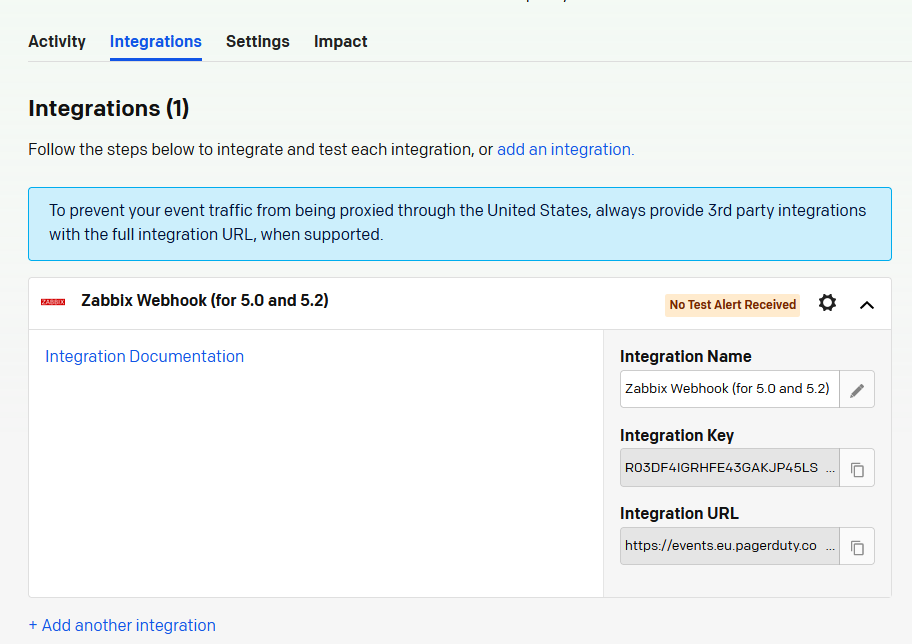 Activity Integrations Settings Impact
Integrations (1)
Follow the steps below to integrate and test each integration, or add an integration.
To prevent your event traffic from being proxied through the United States, always provide 3rd party integrations
with the full integration URL, when supported.
ZABBIX Zabbix Webhook (for 5.0 and 5.2) No Test Alert Received
Integration Documentation
Integration Name
Zabbix Webhook (for 5.0 and 5.2)
Integration Key
R03DF4IGRHFE43GAKJP45LS ...
Integration URL
https://events.eu.pagerduty.co ...
+ Add another integration